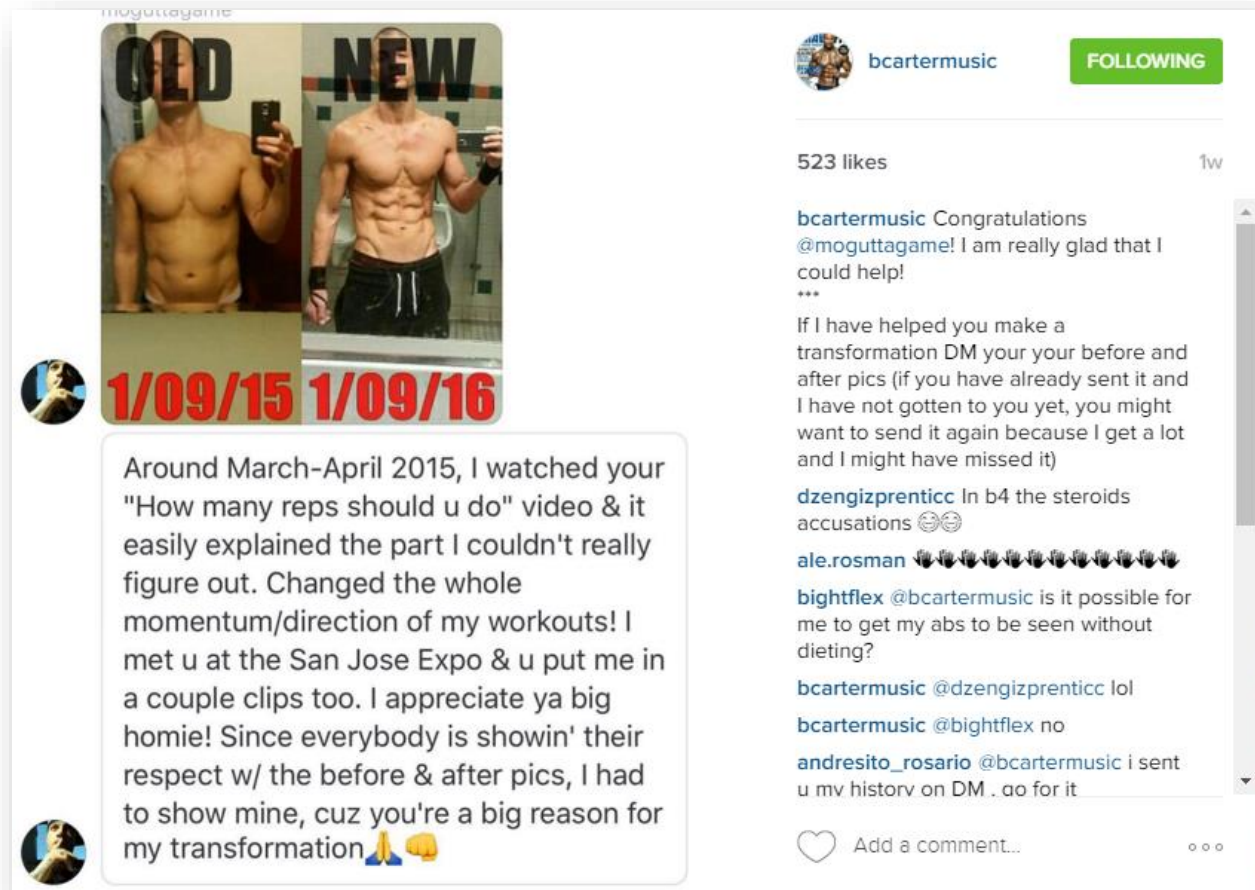 moguttagame
OLD NEW
1/09/15 1/09/16
Around March-April 2015, I watched your
"How many reps should u do" video & it
easily explained the part I couldn't really
figure out. Changed the whole
momentum/direction of my workouts! I
met u at the San Jose Expo & u put me in
a couple clips too. I appreciate ya big
homie! Since everybody is showin' their
respect w/ the before & after pics, I had
to show mine, cuz you're a big reason for
my transformation🙏👊
bcartermusic
FOLLOWING
523 likes 1w
bcartermusic Congratulations
@moguttagame! I am really glad that I
could help!
***
If I have helped you make a
transformation DM your your before and
after pics (if you have already sent it and
I have not gotten to you yet, you might
want to send it again because I get a lot
and I might have missed it)
dzengizprenticc In b4 the steroids
accusations 😂😂
ale.rosman 👏👏👏👏👏👏👏👏👏👏👏👏
bightflex @bcartermusic is it possible for
me to get my abs to be seen without
dieting?
bcartermusic @dzengizprenticc lol
bcartermusic @bightflex no
andresito_rosario @bcartermusic i sent
u my history on DM , go for it
Add a comment...